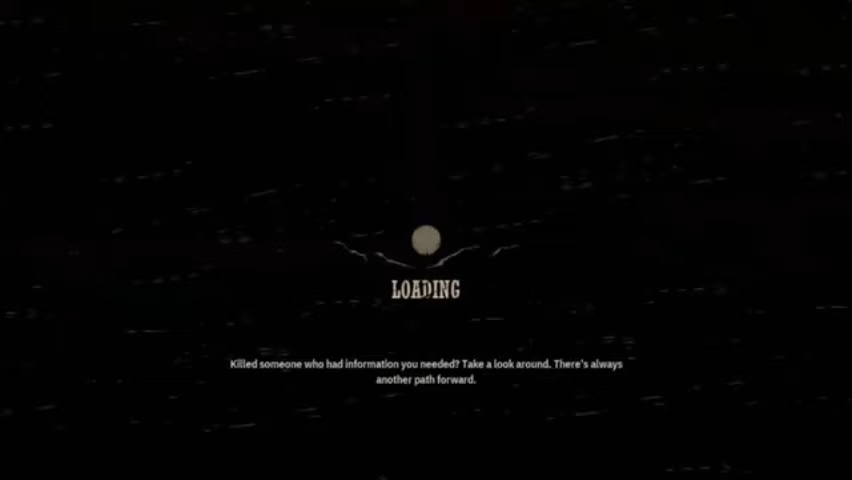 LOADING
Killed someone who had information you needed? Take a look around. There's always
another path forward.